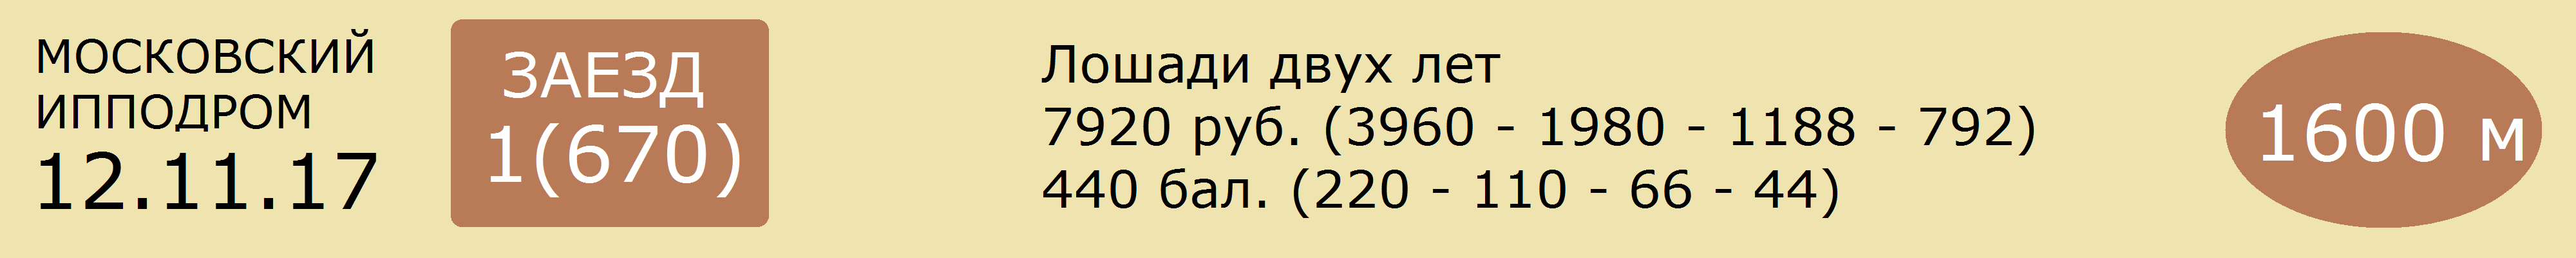 МОСКОВСКИЙ
ИППОДРОМ
12.11.17
ЗАЕЗД
1(670)
Лошади двух лет
7920 руб. (3960 - 1980 - 1188 - 792)
440 бал. (220 - 110 - 66 - 44)
1600 м